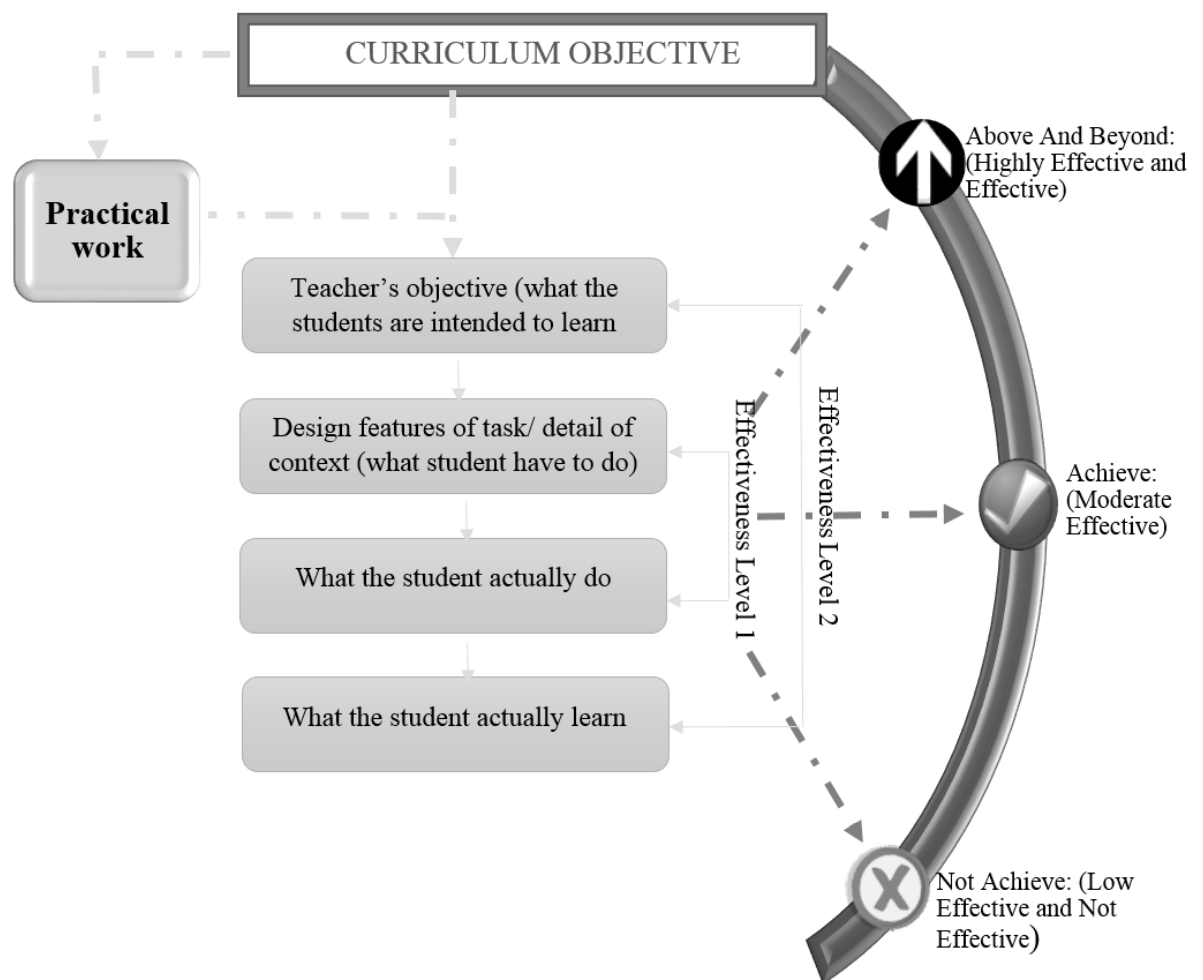 CURRICULUM OBJECTIVE
Above And Beyond:
(Highly Effective and
Effective)
Practical
work
Teacher’s objective (what the
students are intended to learn
Design features of task/ detail of
context (what student have to do)
Effectiveness Level 1
Effectiveness Level 2
Achieve:
(Moderate
Effective)
What the student actually do
What the student actually learn
Not Achieve: (Low
Effective and Not
Effective)